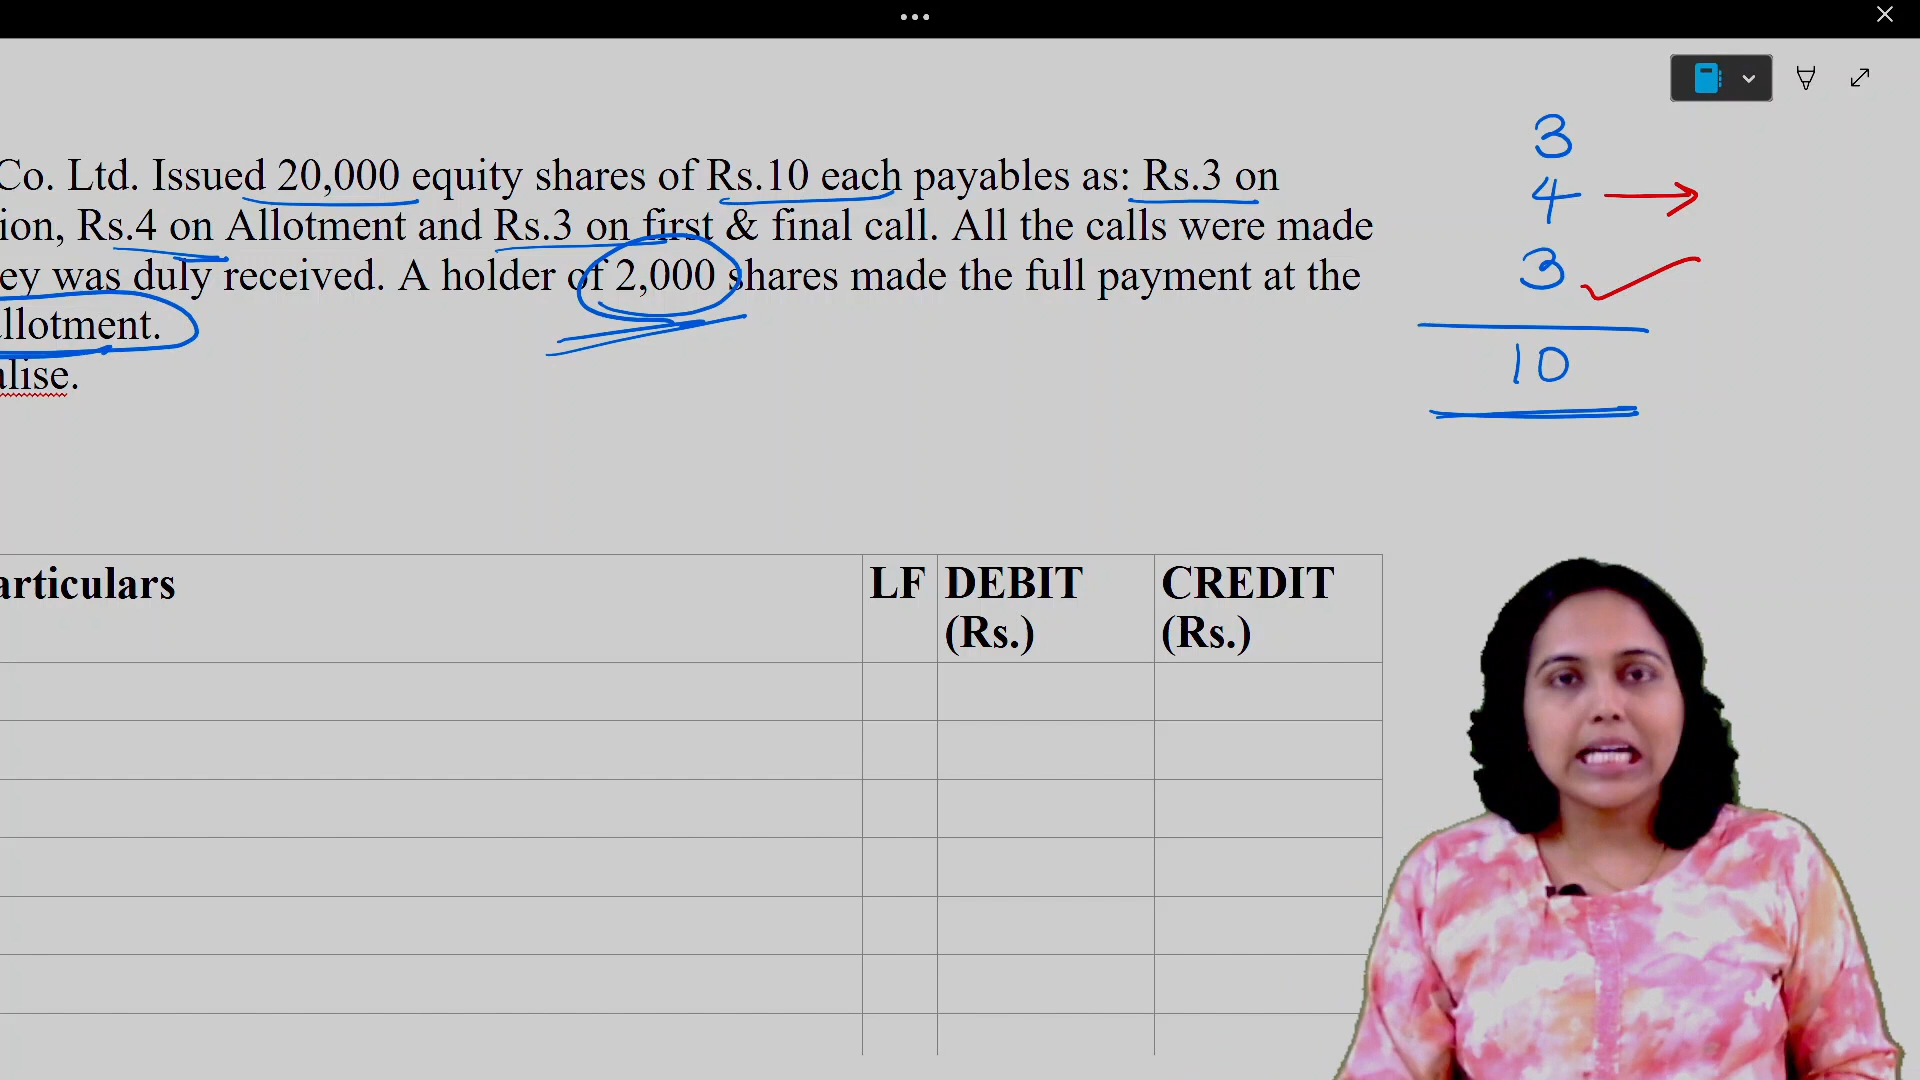 Co. Ltd. Issued 20,000 equity shares of Rs.10 each payables as: Rs.3 on
ion, Rs.4 on Allotment and Rs.3 on first & final call. All the calls were made
ey was duly received. A holder of 2,000 shares made the full payment at the
llotment.
alise.
3
4
3
10
articulars LF DEBIT CREDIT
(Rs.) (Rs.)